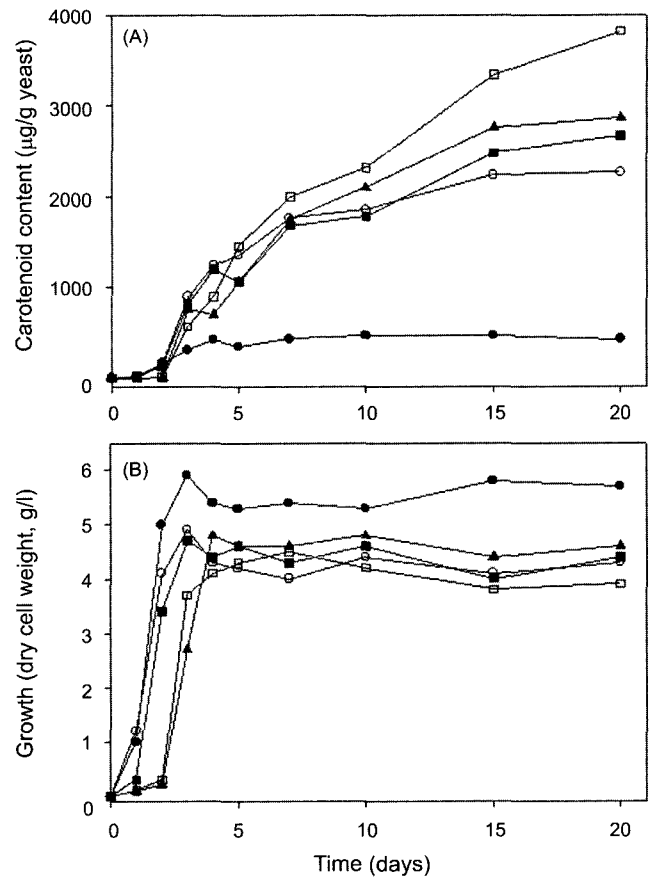 (A)
Carotenoid content (µg/g yeast)
4000
3000
2000
1000
0
0 5 10 15 20
(B)
Growth (dry cell weight, g/l)
6
5
4
3
2
1
0
0 5 10 15 20
Time (days)